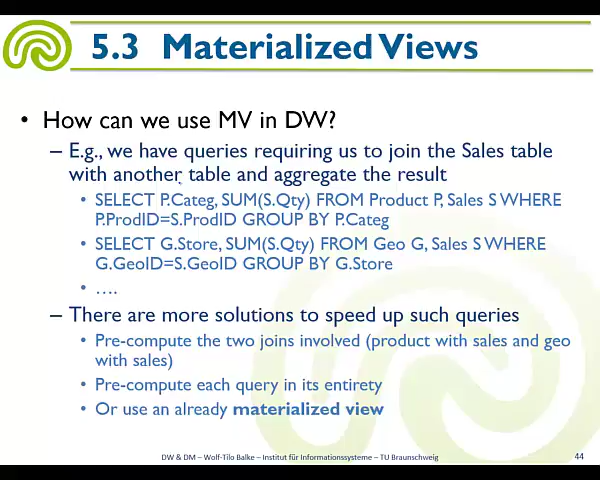 5.3 Materialized Views
• How can we use MV in DW?
– E.g., we have queries requiring us to join the Sales table
with another table and aggregate the result
• SELECT P.Categ, SUM(S.Qty) FROM Product P, Sales S WHERE
P.ProdID=S.ProdID GROUP BY P.Categ
• SELECT G.Store, SUM(S.Qty) FROM Geo G, Sales S WHERE
G.GeoID=S.GeoID GROUP BY G.Store
• ….
– There are more solutions to speed up such queries
• Pre-compute the two joins involved (product with sales and geo
with sales)
• Pre-compute each query in its entirety
• Or use an already materialized view
DW & DM – Wolf-Tilo Balke – Institut für Informationssysteme – TU Braunschweig
44